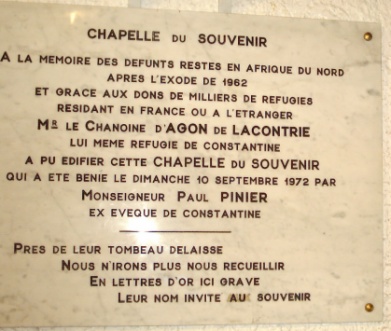 CHAPELLE DU SOUVENIR
A LA MEMOIRE DES DEFUNTS RESTES EN AFRIQUE DU NORD
APRES L'EXODE DE 1962
ET GRACE AUX DONS DE MILLIERS DE REFUGIES
RESIDANT EN FRANCE OU A L'ETRANGER
MR LE CHANOINE D'AGON DE LACONTRIE
LUI MEME REFUGIE DE CONSTANTINE
A PU EDIFIER CETTE CHAPELLE DU SOUVENIR
QUI A ETE BENIE LE DIMANCHE 10 SEPTEMBRE 1972 PAR
MONSEIGNEUR PAUL PINIER
EX EVEQUE DE CONSTANTINE
PRES DE LEUR TOMBEAU DELAISSE
NOUS N'IRONS PLUS NOUS RECUEILLIR
EN LETTRES D'OR ICI GRAVE
LEUR NOM INVITE AU SOUVENIR